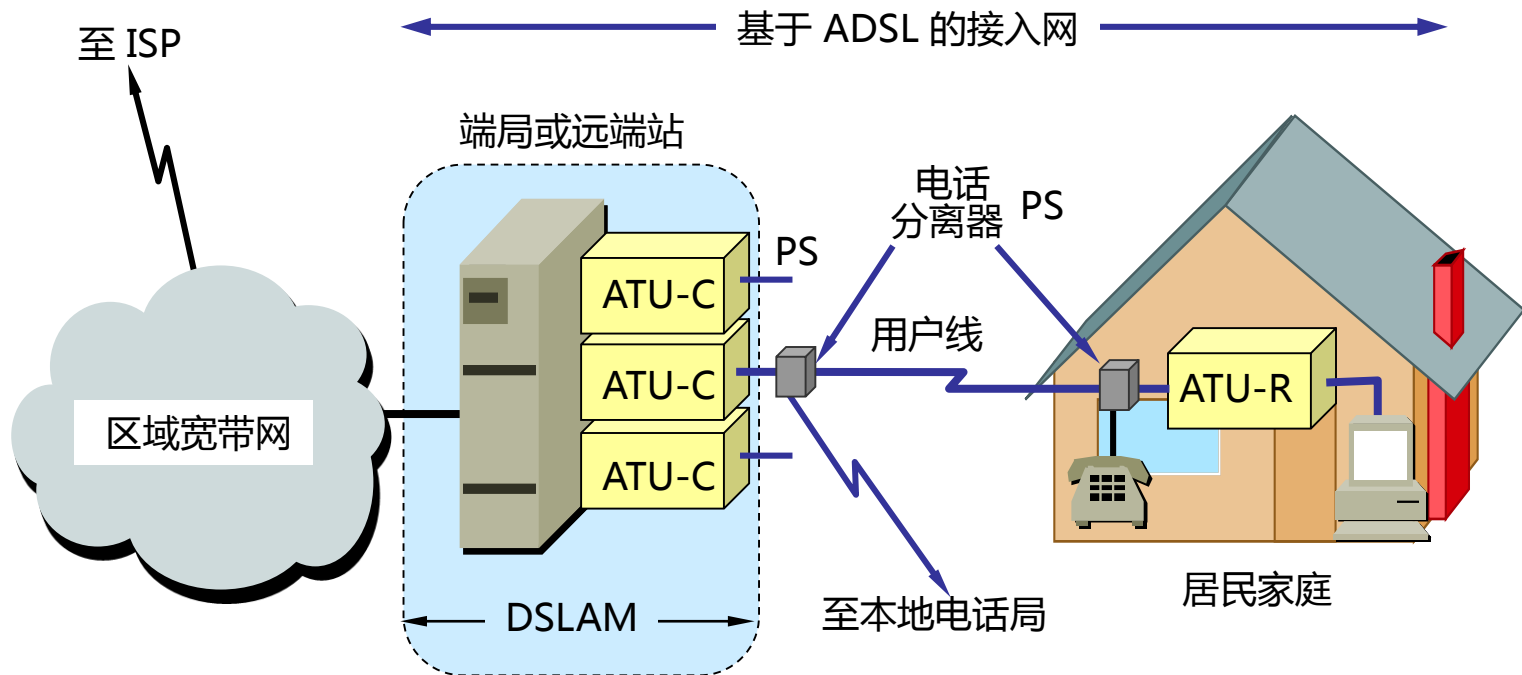 基于 ADSL 的接入网
至 ISP
端局或远端站
电话
分离器
PS
PS
ATU-C
用户线
ATU-C
ATU-R
区域宽带网
ATU-C
DSLAM
至本地电话局
居民家庭